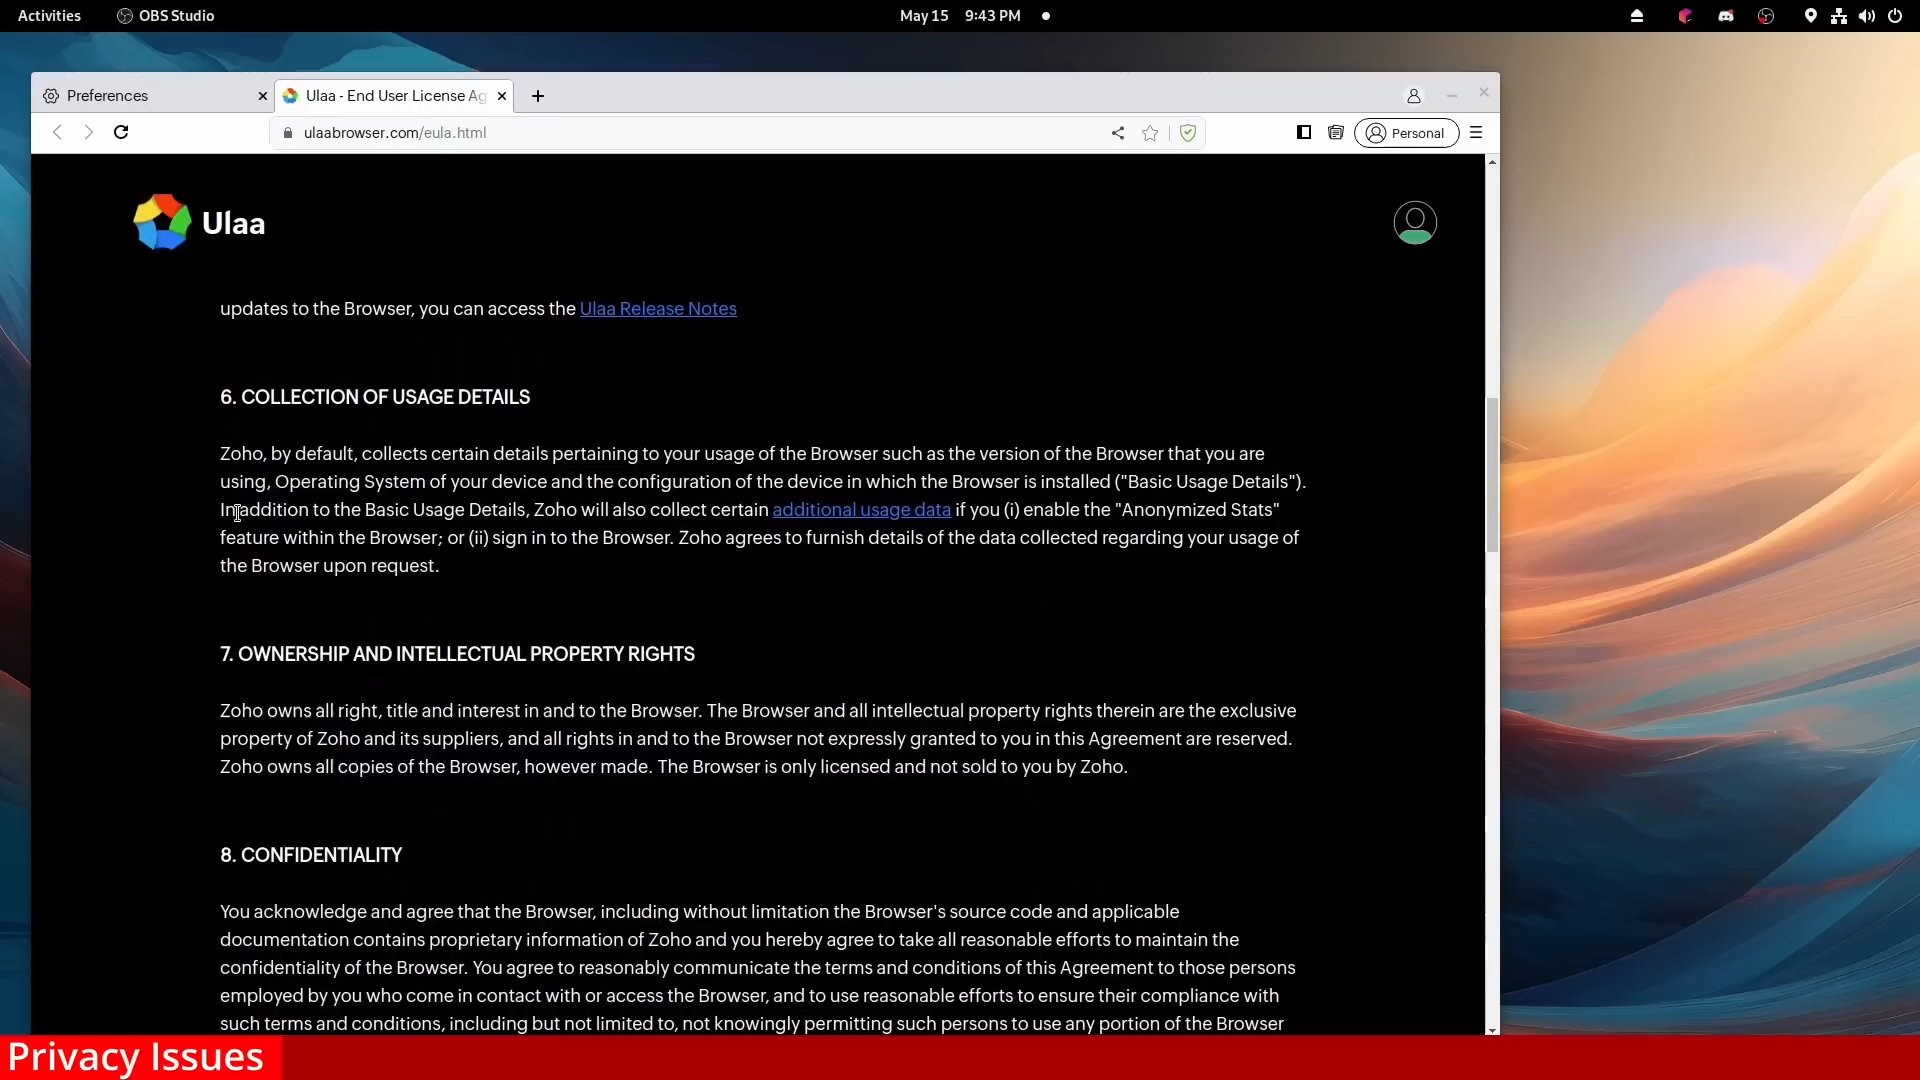 Activities
OBS Studio
May 15 9:43 PM
Preferences
Ulaa - End User License Ag
ulaabrowser.com/eula.html
Personal
Ulaa
updates to the Browser, you can access the Ulaa Release Notes
6. COLLECTION OF USAGE DETAILS
Zoho, by default, collects certain details pertaining to your usage of the Browser such as the version of the Browser that you are
using, Operating System of your device and the configuration of the device in which the Browser is installed ("Basic Usage Details").
In addition to the Basic Usage Details, Zoho will also collect certain additional usage data if you (i) enable the "Anonymized Stats"
feature within the Browser; or (ii) sign in to the Browser. Zoho agrees to furnish details of the data collected regarding your usage of
the Browser upon request.
7. OWNERSHIP AND INTELLECTUAL PROPERTY RIGHTS
Zoho owns all right, title and interest in and to the Browser. The Browser and all intellectual property rights therein are the exclusive
property of Zoho and its suppliers, and all rights in and to the Browser not expressly granted to you in this Agreement are reserved.
Zoho owns all copies of the Browser, however made. The Browser is only licensed and not sold to you by Zoho.
8. CONFIDENTIALITY
You acknowledge and agree that the Browser, including without limitation the Browser's source code and applicable
documentation contains proprietary information of Zoho and you hereby agree to take all reasonable efforts to maintain the
confidentiality of the Browser. You agree to reasonably communicate the terms and conditions of this Agreement to those persons
employed by you who come in contact with or access the Browser, and to use reasonable efforts to ensure their compliance with
such terms and conditions, including but not limited to, not knowingly permitting such persons to use any portion of the Browser
Privacy Issues